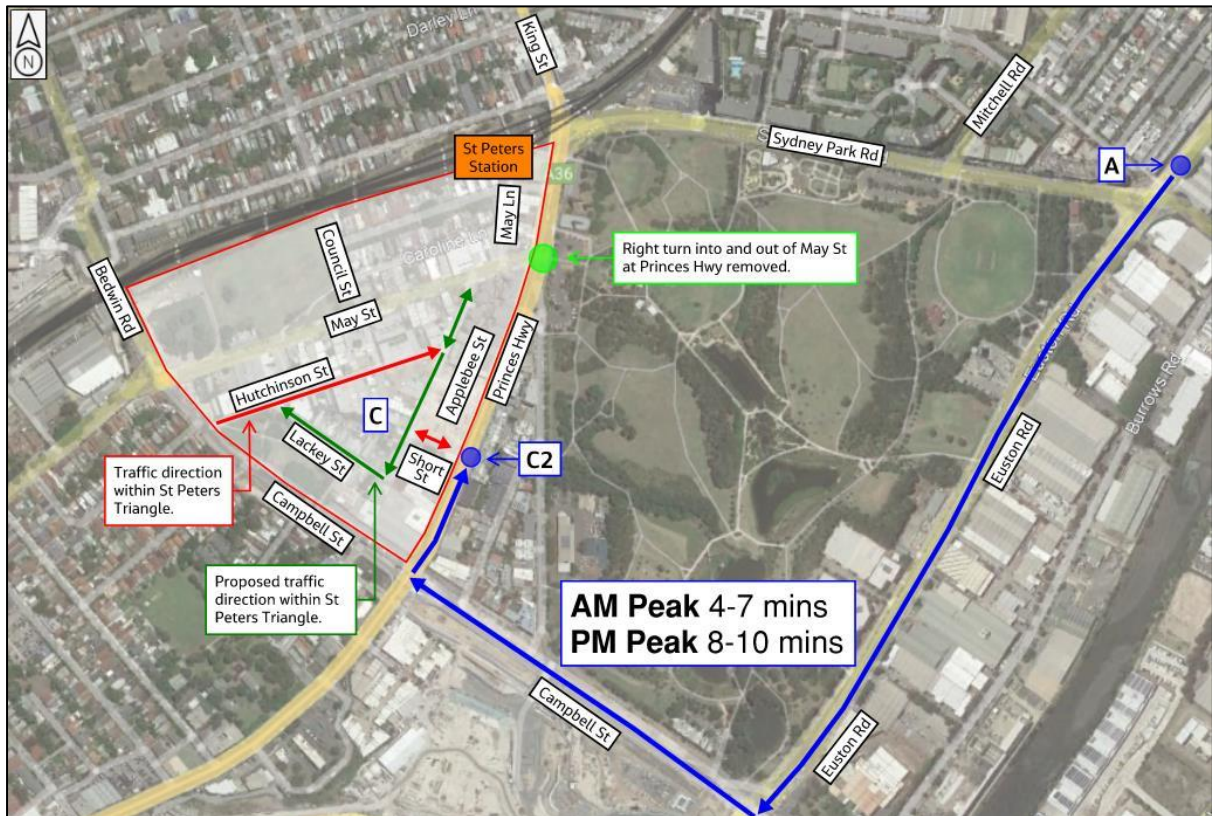 N
Darley Ln
King St
Mitchell Rd
St Peters
Station
Sydney Park Rd
A
A36
May Ln
Council St
Caroline Ln
Right turn into and out of May St
at Princes Hwy removed.
Bedwin Rd
May St
Applebee St
Princes Hwy
Burrows Rd
Hutchinson St
C
Euston Rd
Lackey St
Short
St
C2
Traffic direction
within St Peters
Triangle.
Campbell St
Proposed traffic
direction within St
Peters Triangle.
AM Peak 4-7 mins
PM Peak 8-10 mins
Campbell St
Euston Rd